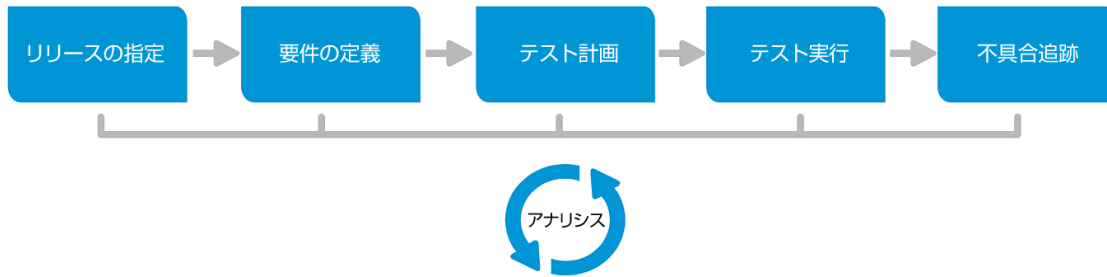 リリースの指定
要件の定義
テスト計画
テスト実行
不具合追跡
アナリシス